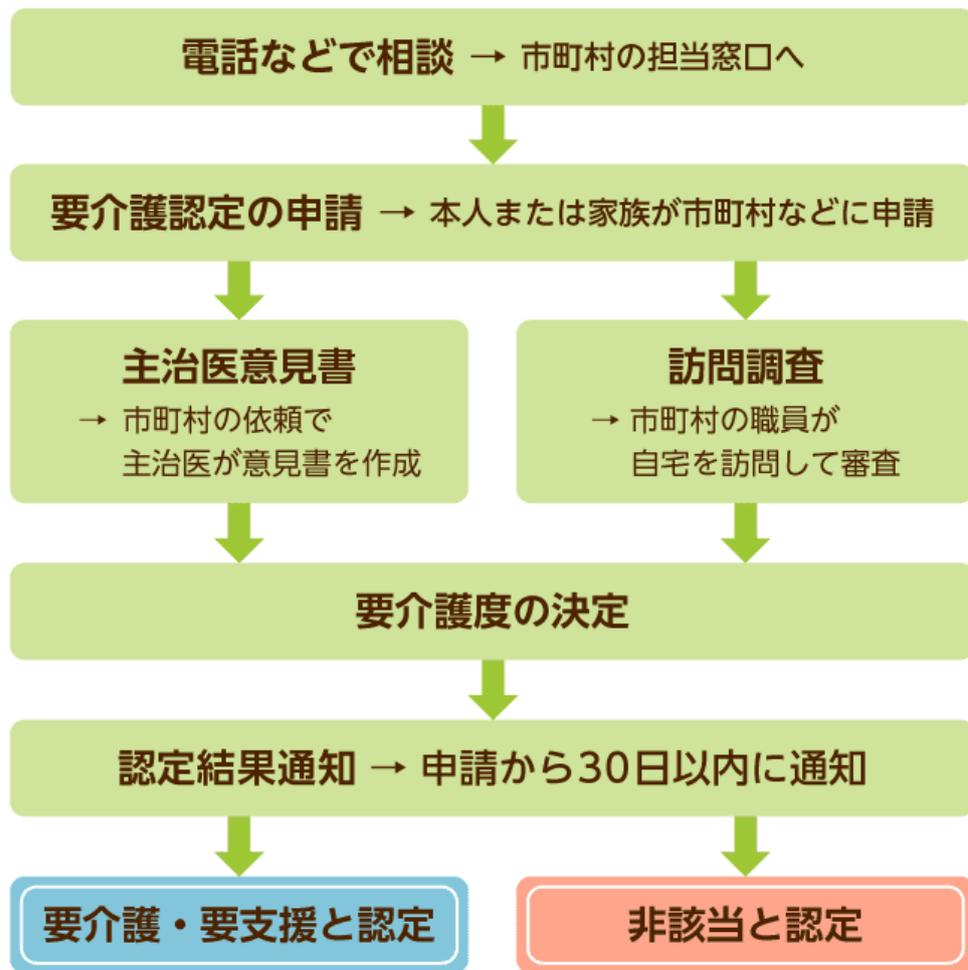 電話などで相談 → 市町村の担当窓口へ
要介護認定の申請 → 本人または家族が市町村などに申請
主治医意見書
→ 市町村の依頼で
主治医が意見書を作成
訪問調査
→ 市町村の職員が
自宅を訪問して審査
要介護度の決定
認定結果通知 → 申請から30日以内に通知
要介護・要支援と認定
非該当と認定